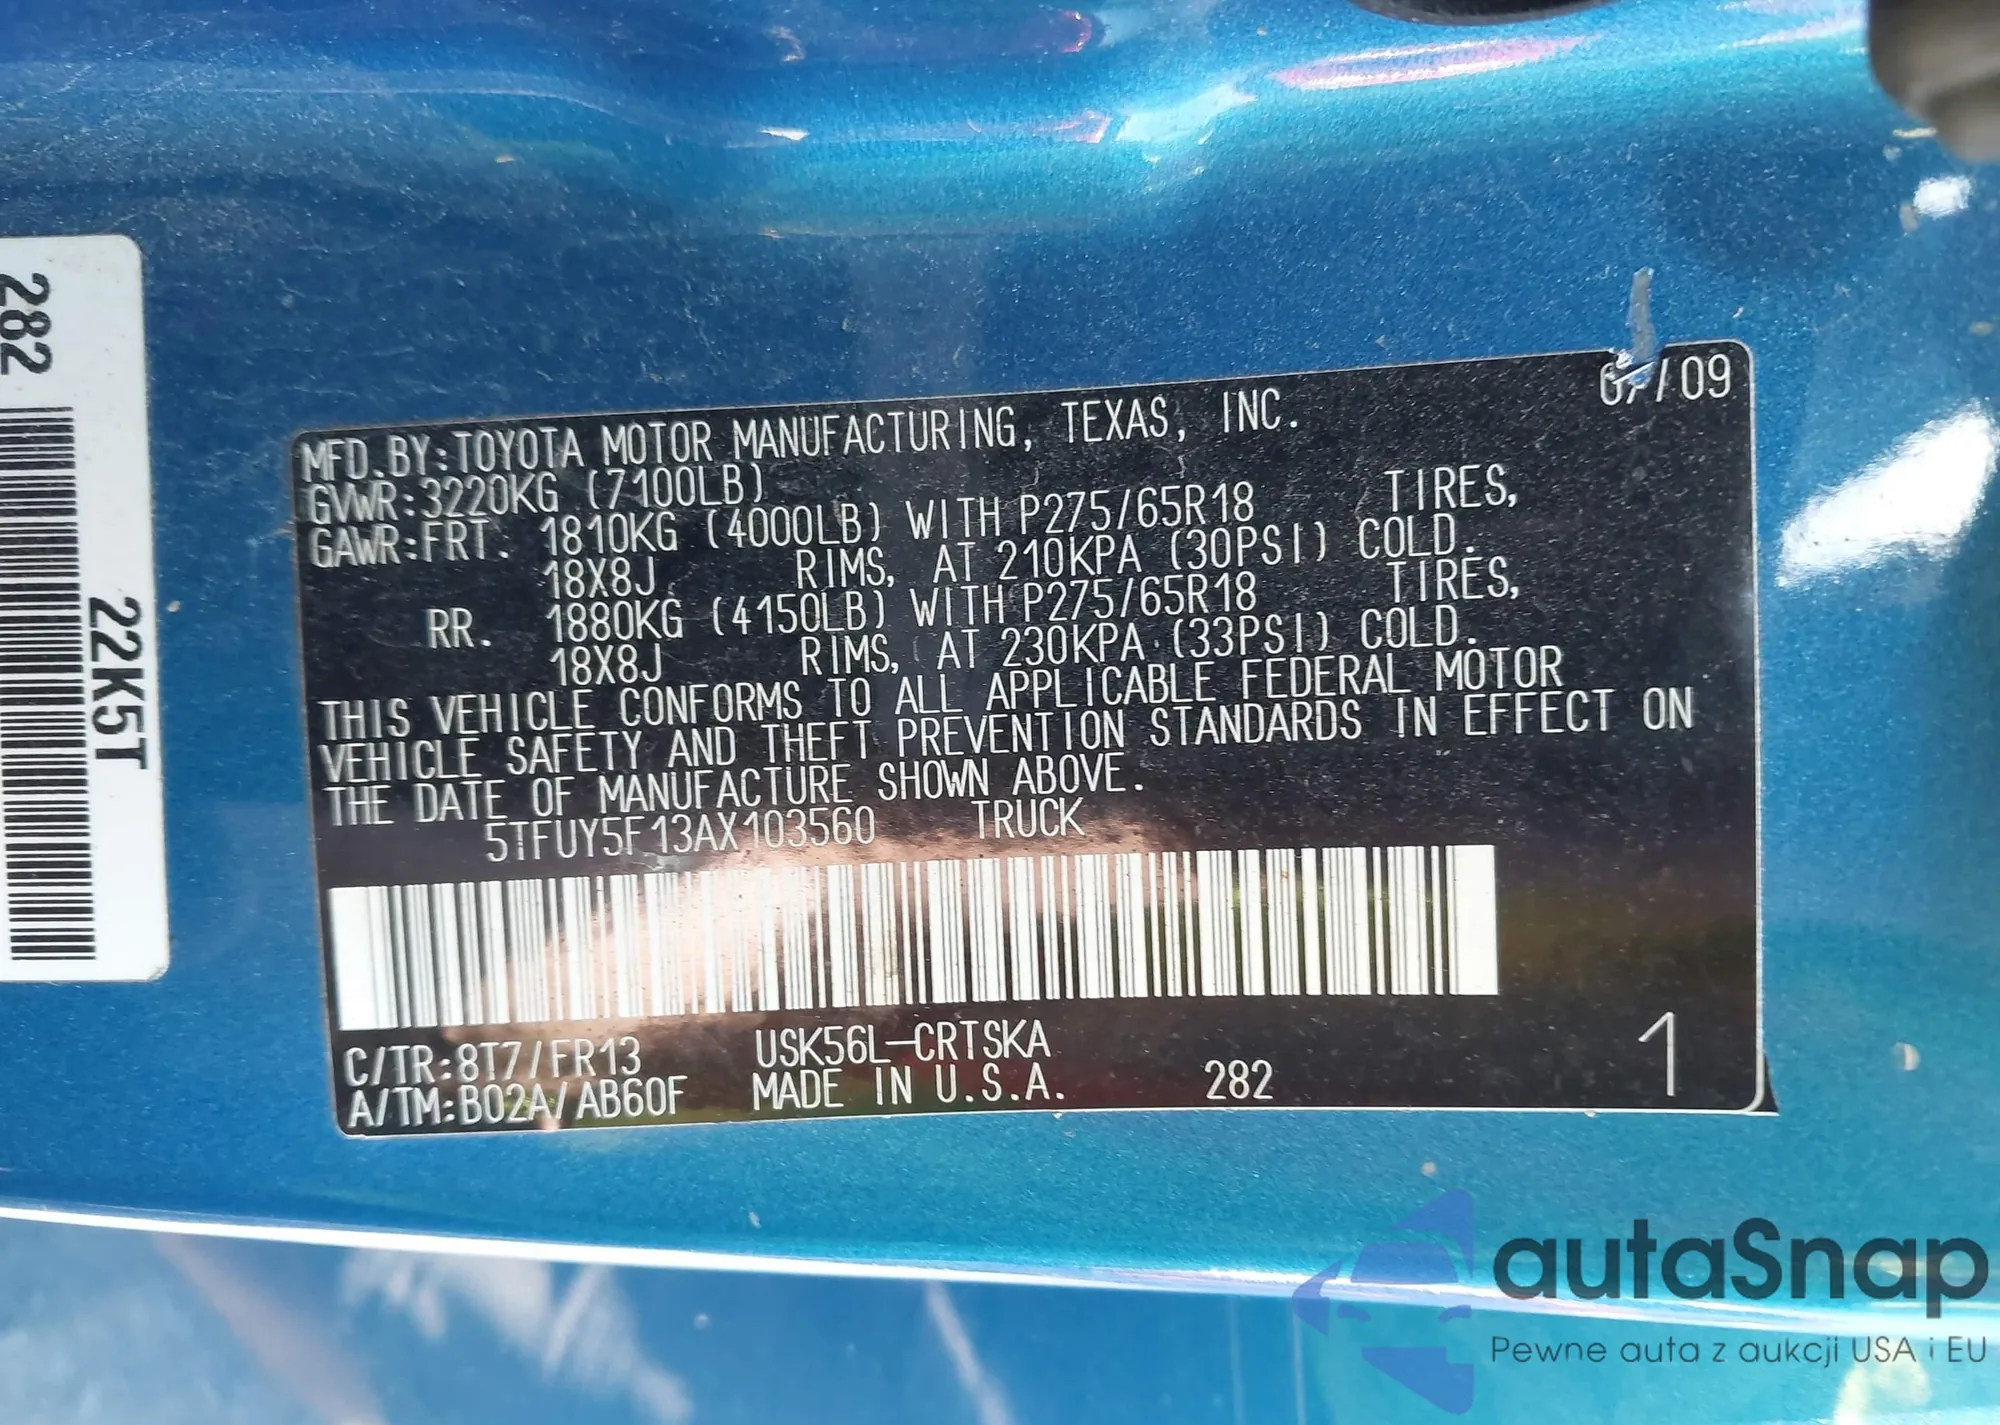 282
22K5T
/09
MFD.BY:TOYOTA MOTOR MANUFACTURING, TEXAS, INC.
GVWR:3220KG (7100LB)
GAWR:FRT. 1810KG (4000LB) WITH P275/65R18 TIRES,
18X8J RIMS, AT 210KPA (30PSI) COLD.
RR. 1880KG (4150LB) WITH P275/65R18 TIRES,
18X8J RIMS, AT 230KPA (33PSI) COLD.
THIS VEHICLE CONFORMS TO ALL APPLICABLE FEDERAL MOTOR
VEHICLE SAFETY AND THEFT PREVENTION STANDARDS IN EFFECT ON
THE DATE OF MANUFACTURE SHOWN ABOVE.
5TFUY5F13AX103560 TRUCK
C/TR:8T7/FR13 USK56L-CRTSKA
A/TM:B02A/AB60F MADE IN U.S.A. 282 1
autaSnap
Pewne auta z aukcji USA i EU